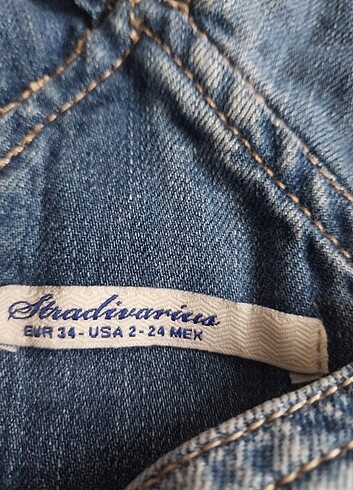 Stradivarius
EUR 34 - USA 2 - 24 MEX